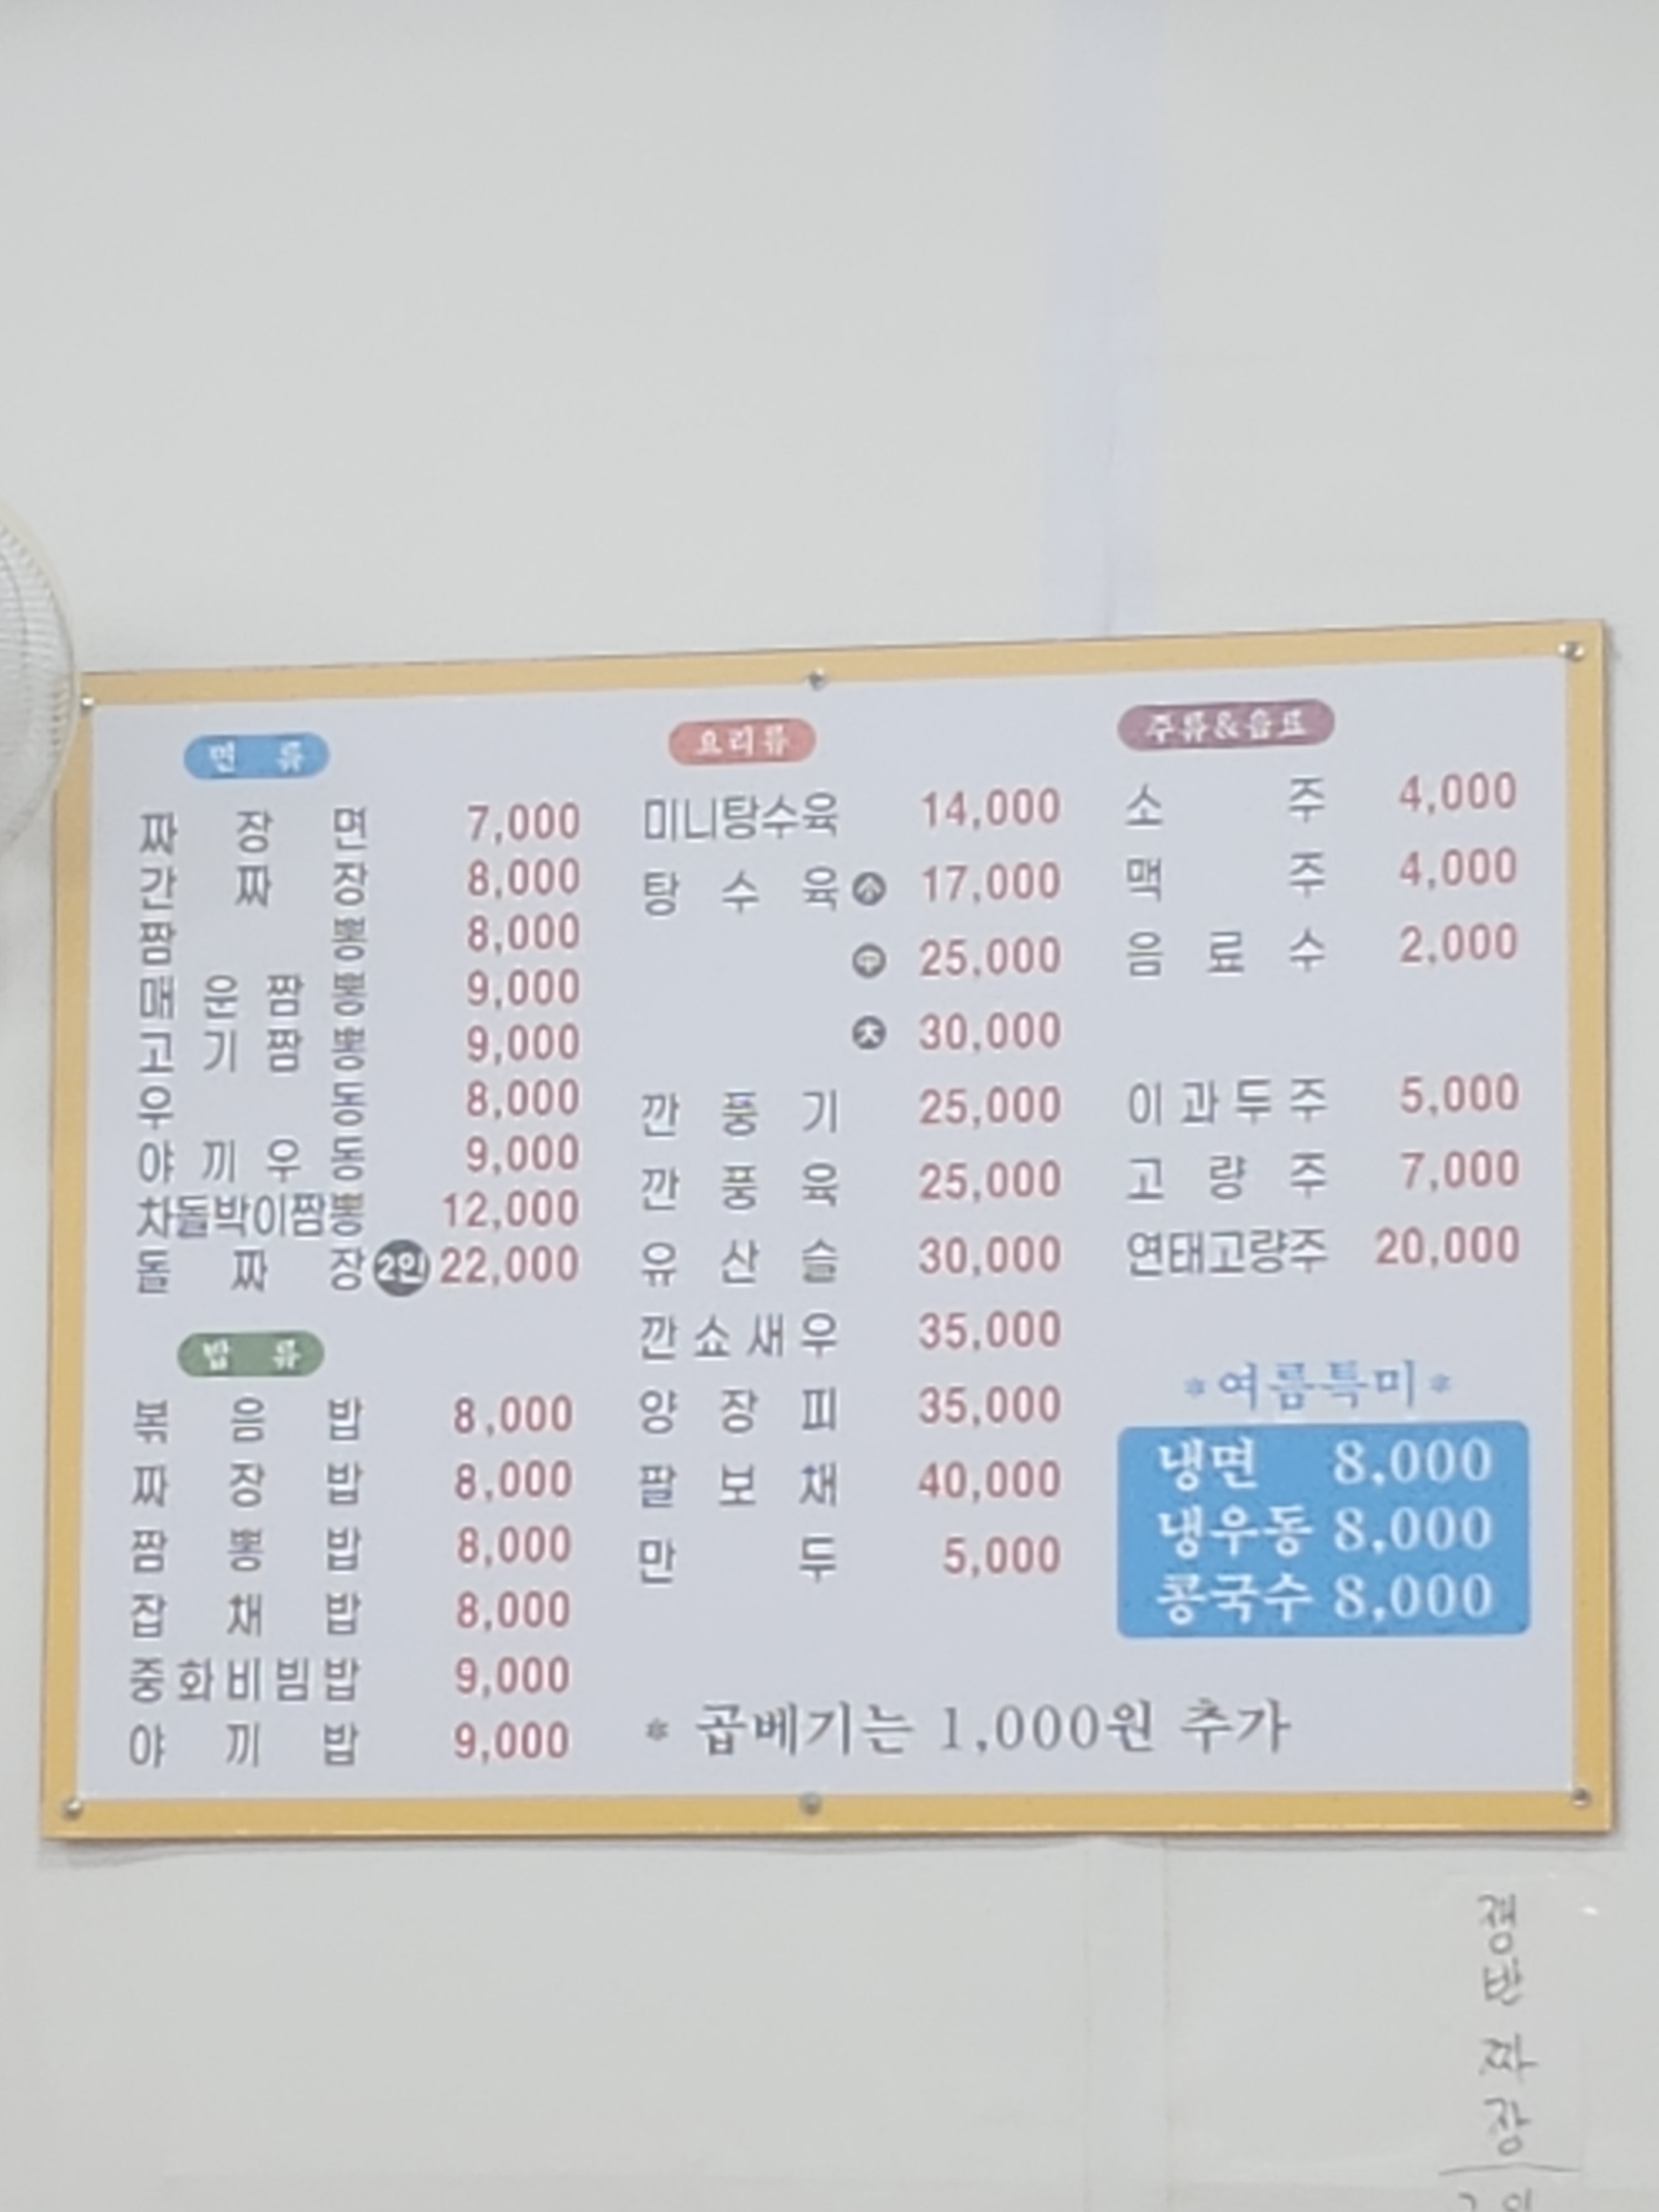 면 류
짜 장 면 7,000
간 짜 장 8,000
짬 뽕 8,000
매 운 짬 뽕 9,000
고 기 짬 뽕 9,000
우 동 8,000
야 끼 우 동 9,000
차돌박이짬뽕 12,000
돌 짜 장 2인 22,000
밥 류
볶 음 밥 8,000
짜 장 밥 8,000
짬 뽕 밥 8,000
잡 채 밥 8,000
중화비빔밥 9,000
야 끼 밥 9,000
요리류
미니탕수육 14,000
탕 수 육 小 17,000
中 25,000
大 30,000
깐 풍 기 25,000
깐 풍 육 25,000
유 산 슬 30,000
깐쇼새우 35,000
양 장 피 35,000
팔 보 채 40,000
만 두 5,000
주류&음료
소 주 4,000
맥 주 4,000
음 료 수 2,000
이과두주 5,000
고 량 주 7,000
연태고량주 20,000
*여름특미*
냉면 8,000
냉우동 8,000
콩국수 8,000
* 곱베기는 1,000원 추가
쟁반짜장